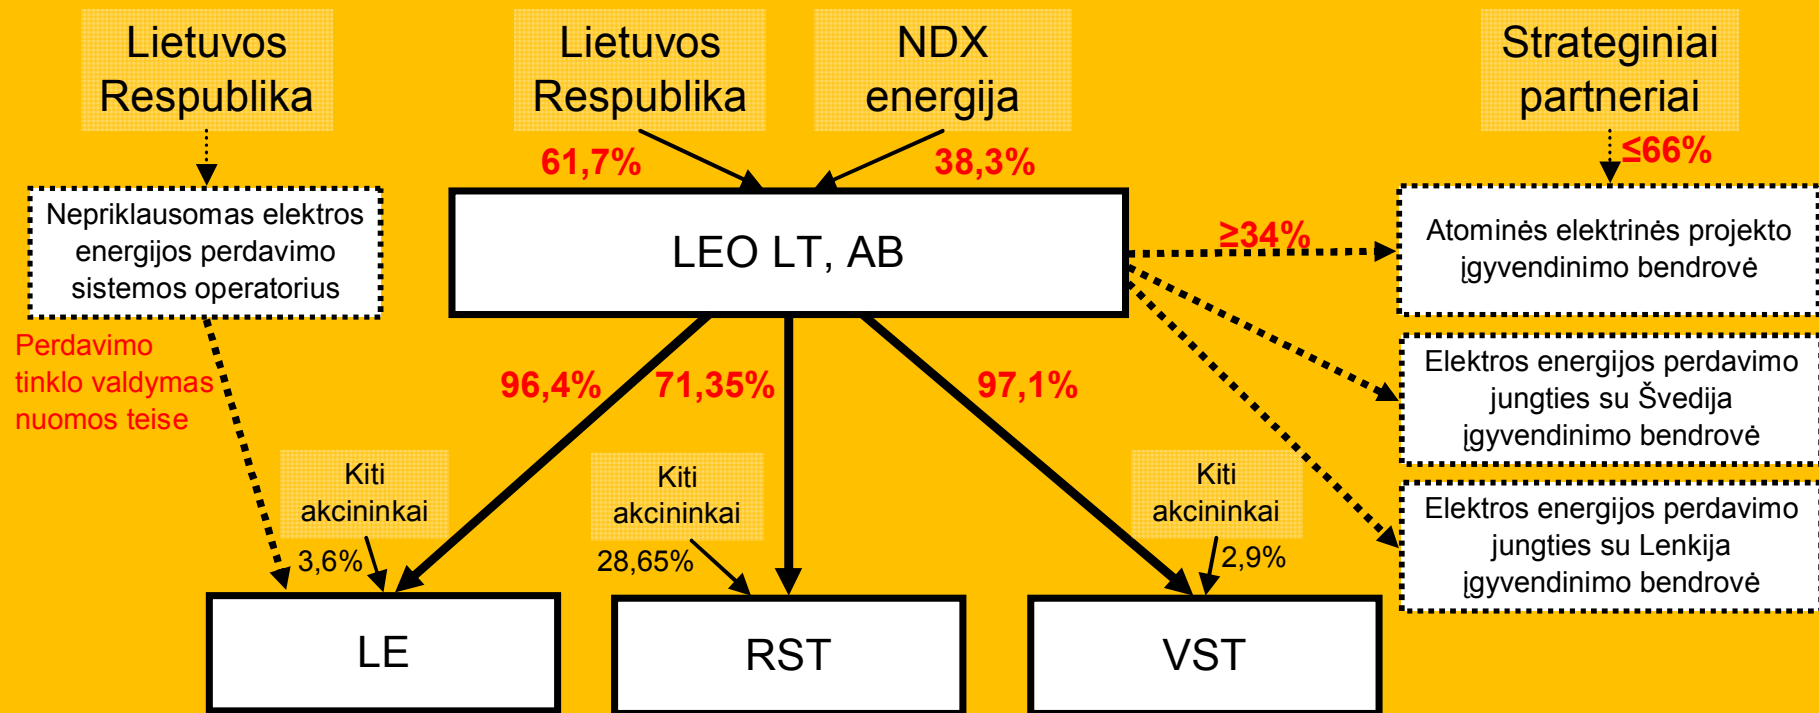 Lietuvos
Respublika
Lietuvos
Respublika
NDX
energija
Strateginiai
partneriai
61,7%
38,3%
≤66%
Nepriklausomas elektros
energijos perdavimo
sistemos operatorius
LEO LT, AB
≥34%
Atominės elektrinės projekto
įgyvendinimo bendrovė
Perdavimo
tinklo valdymas
nuomos teise
96,4%
71,35%
97,1%
Elektros energijos perdavimo
jungties su Švedija
įgyvendinimo bendrovė
Kiti
akcininkai
3,6%
Kiti
akcininkai
28,65%
Kiti
akcininkai
2,9%
Elektros energijos perdavimo
jungties su Lenkija
įgyvendinimo bendrovė
LE
RST
VST